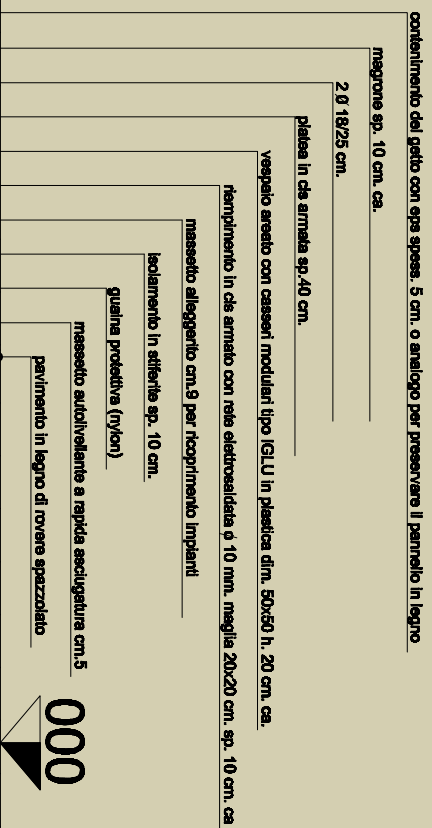 contenimento del getto con eps spess. 5 cm. o analogo per preservare il pannello in legno
magrone sp. 10 cm. ca.
2 Ø 18/25 cm.
platea in cls armata sp.40 cm.
vespaio areato con casseri modulari tipo IGLU in plastica dim. 50x50 h. 20 cm. ca.
riempimento in cls armato con rete elettrosaldata ø 10 mm. maglia 20x20 cm. sp. 10 cm. ca
massetto alleggerito cm.9 per ricoprimento impianti
isolamento in stiferite sp. 10 cm.
guaina protettiva (nylon)
massetto autolivellante a rapida asciugatura cm.5
pavimento in legno di rovere spazzolato
000